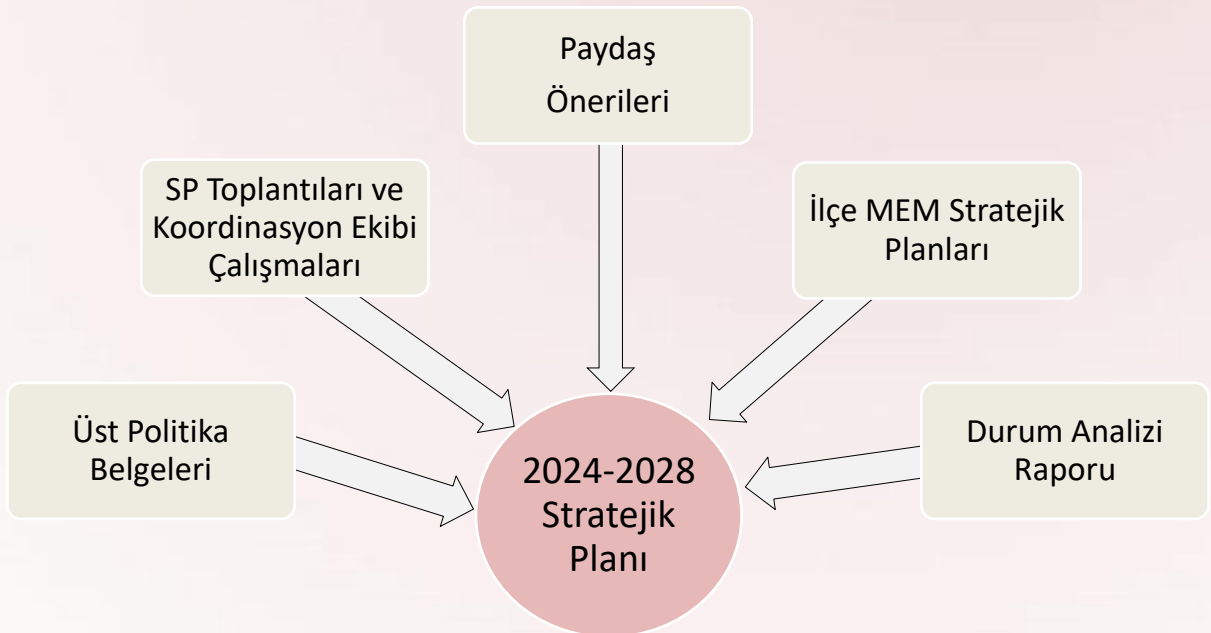 Paydaş
Önerileri
SP Toplantıları ve
Koordinasyon Ekibi
Çalışmaları
İlçe MEM Stratejik
Planları
Üst Politika
Belgeleri
Durum Analizi
Raporu
2024-2028
Stratejik
Planı